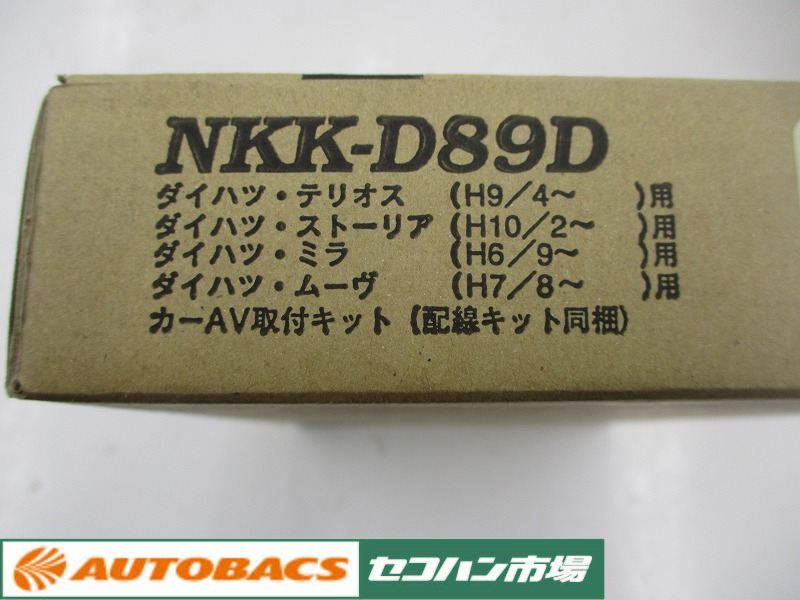 NKK-D89D
ダイハツ・テリオス (H9/4〜 )用
ダイハツ・ストーリア (H10/2〜 )用
ダイハツ・ミラ (H6/9〜 )用
ダイハツ・ムーヴ (H7/8〜 )用
カーAV取付キット (配線キット同梱)
AUTOBACS セコハン市場